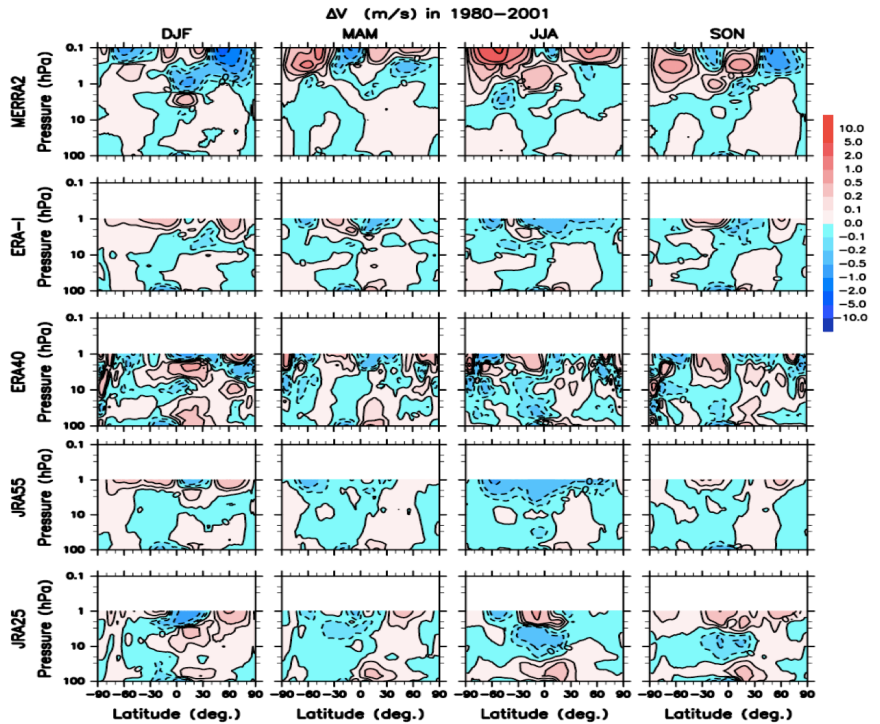 ΔV (m/s) in 1980−2001
DJF MAM JJA SON
MERRA2 Pressure (hPa) 0.1 1 10 100
ERA−I Pressure (hPa) 0.1 1 10 100
ERA40 Pressure (hPa) 0.1 1 10 100
JRA55 Pressure (hPa) 0.1 1 10 100
JRA25 Pressure (hPa) 0.1 1 10 100
−90 −60 −30 0 30 60 90 −60 −30 0 30 60 90 −60 −30 0 30 60 90 −60 −30 0 30 60 90
Latitude (deg.) Latitude (deg.) Latitude (deg.) Latitude (deg.)
10.0
5.0
2.0
1.0
0.5
0.2
0.1
0.0
−0.1
−0.2
−0.5
−1.0
−2.0
−5.0
−10.0